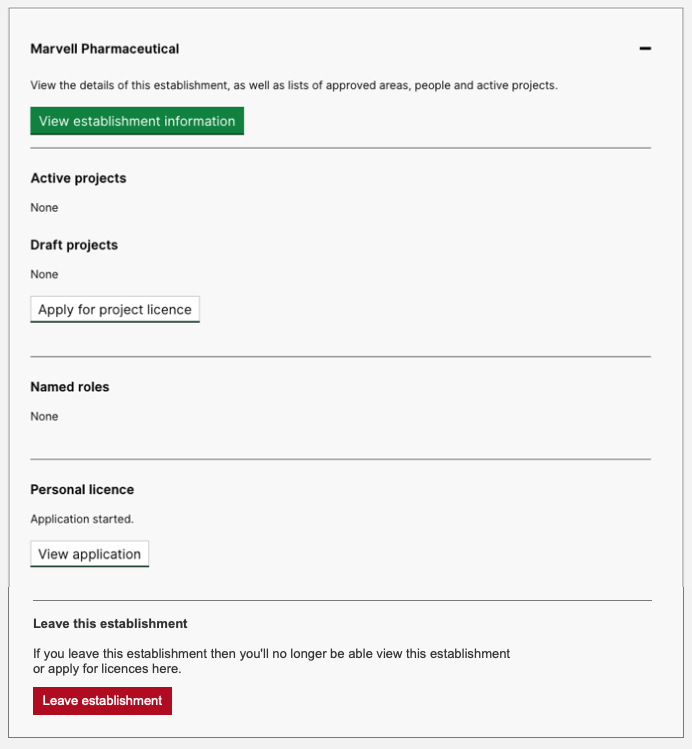 Marvell Pharmaceutical
View the details of this establishment, as well as lists of approved areas, people and active projects.
View establishment information
Active projects
None
Draft projects
None
Apply for project licence
Named roles
None
Personal licence
Application started.
View application
Leave this establishment
If you leave this establishment then you'll no longer be able view this establishment
or apply for licences here.
Leave establishment